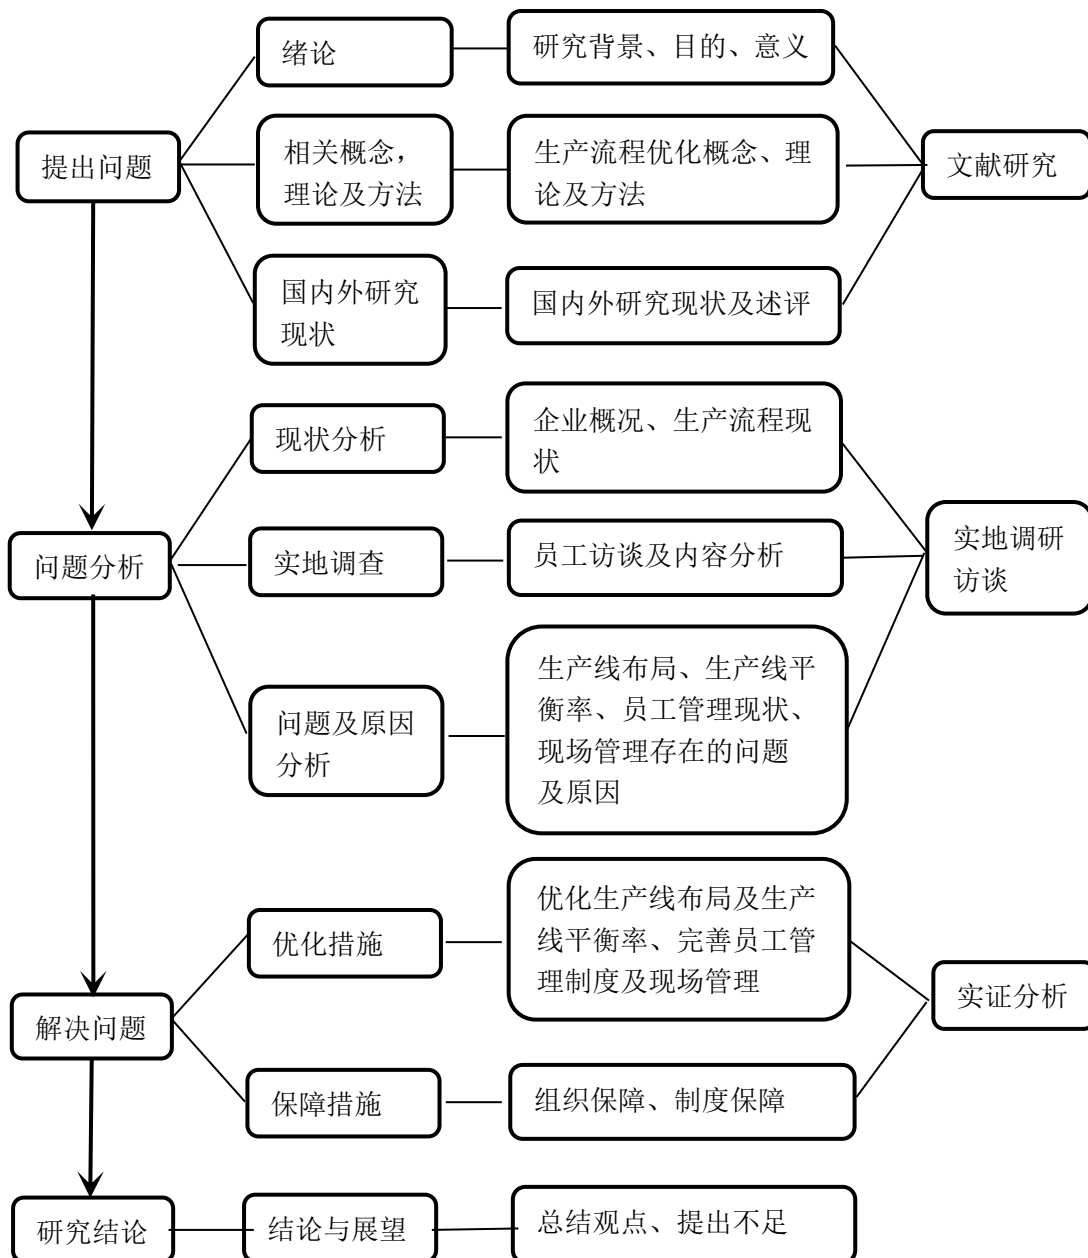 绪论
研究背景、目的、意义
提出问题
相关概念，
理论及方法
生产流程优化概念、理
论及方法
文献研究
国内外研究
现状
国内外研究现状及述评
现状分析
企业概况、生产流程现
状
问题分析
实地调查
员工访谈及内容分析
实地调研
访谈
问题及原因
分析
生产线布局、生产线平
衡率、员工管理现状、
现场管理存在的问题
及原因
优化措施
优化生产线布局及生产
线平衡率、完善员工管
理制度及现场管理
实证分析
解决问题
保障措施
组织保障、制度保障
研究结论
结论与展望
总结观点、提出不足